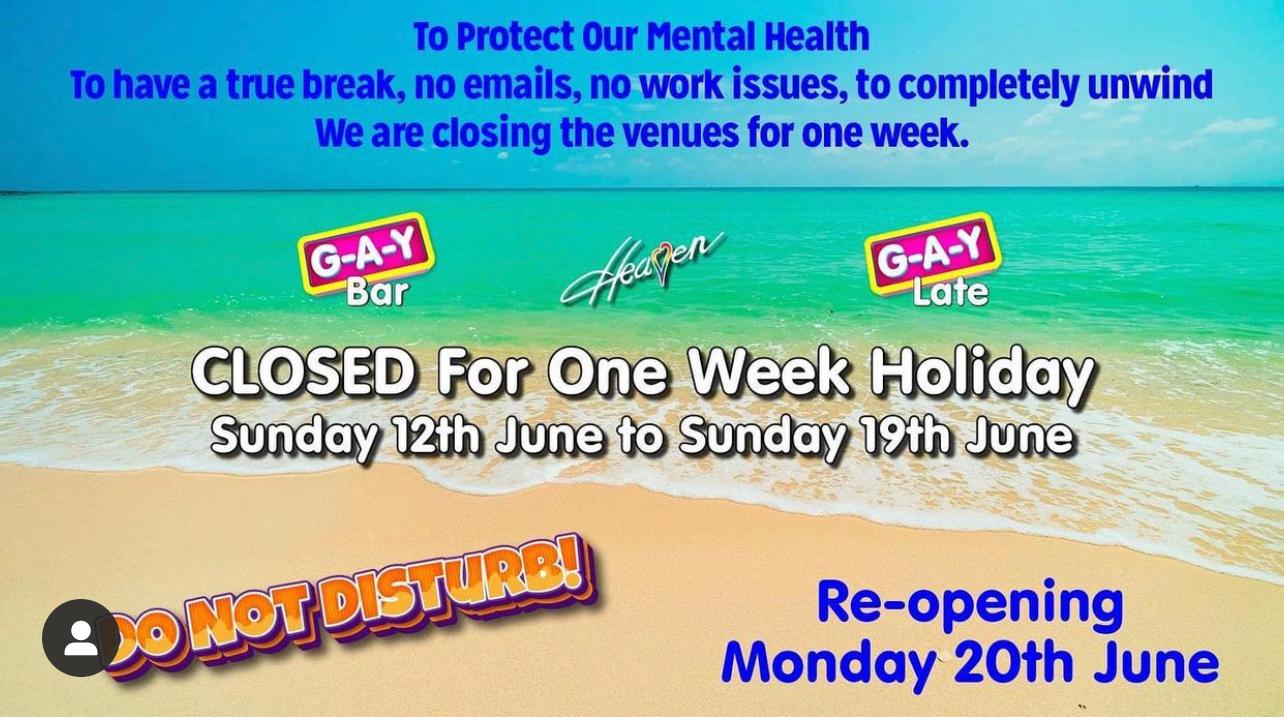 To Protect Our Mental Health
To have a true break, no emails, no work issues, to completely unwind
We are closing the venues for one week.
G-A-Y
Bar
Heaven
G-A-Y
Late
CLOSED For One Week Holiday
Sunday 12th June to Sunday 19th June
DO NOT DISTURB!
Re-opening
Monday 20th June